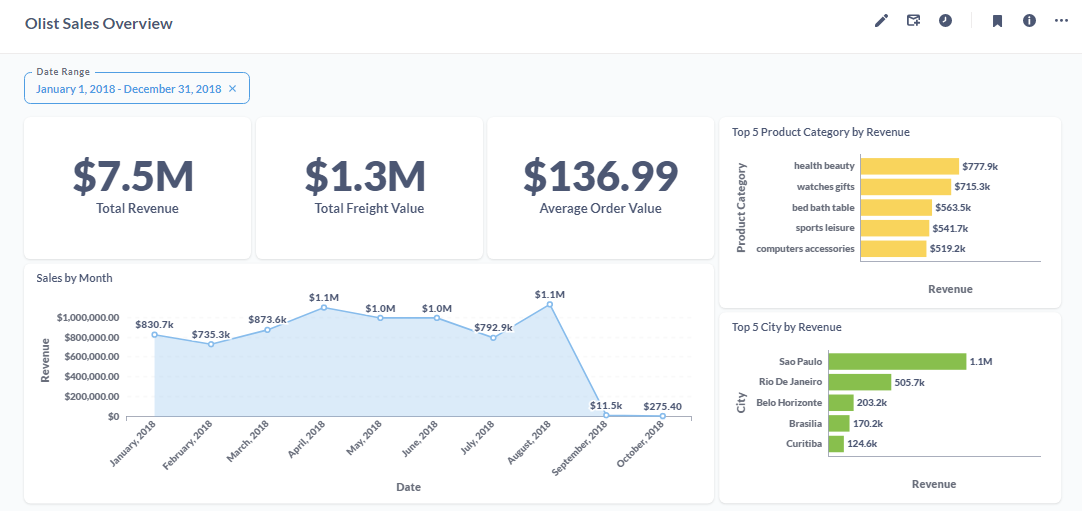 Olist Sales Overview
Date Range
January 1, 2018 - December 31, 2018 ×
$7.5M
Total Revenue
$1.3M
Total Freight Value
$136.99
Average Order Value
Top 5 Product Category by Revenue
Product Category
health beauty $777.9k
watches gifts $715.3k
bed bath table $563.5k
sports leisure $541.7k
computers accessories $519.2k
Revenue
Sales by Month
Revenue
$1,000,000.00
$800,000.00
$600,000.00
$400,000.00
$200,000.00
$0
$830.7k
$735.3k
$873.6k
$1.1M
$1.0M
$1.0M
$792.9k
$1.1M
$11.5k
$275.40
January, 2018
February, 2018
March, 2018
April, 2018
May, 2018
June, 2018
July, 2018
August, 2018
September, 2018
October, 2018
Date
Top 5 City by Revenue
City
Sao Paulo 1.1M
Rio De Janeiro 505.7k
Belo Horizonte 203.2k
Brasilia 170.2k
Curitiba 124.6k
Revenue